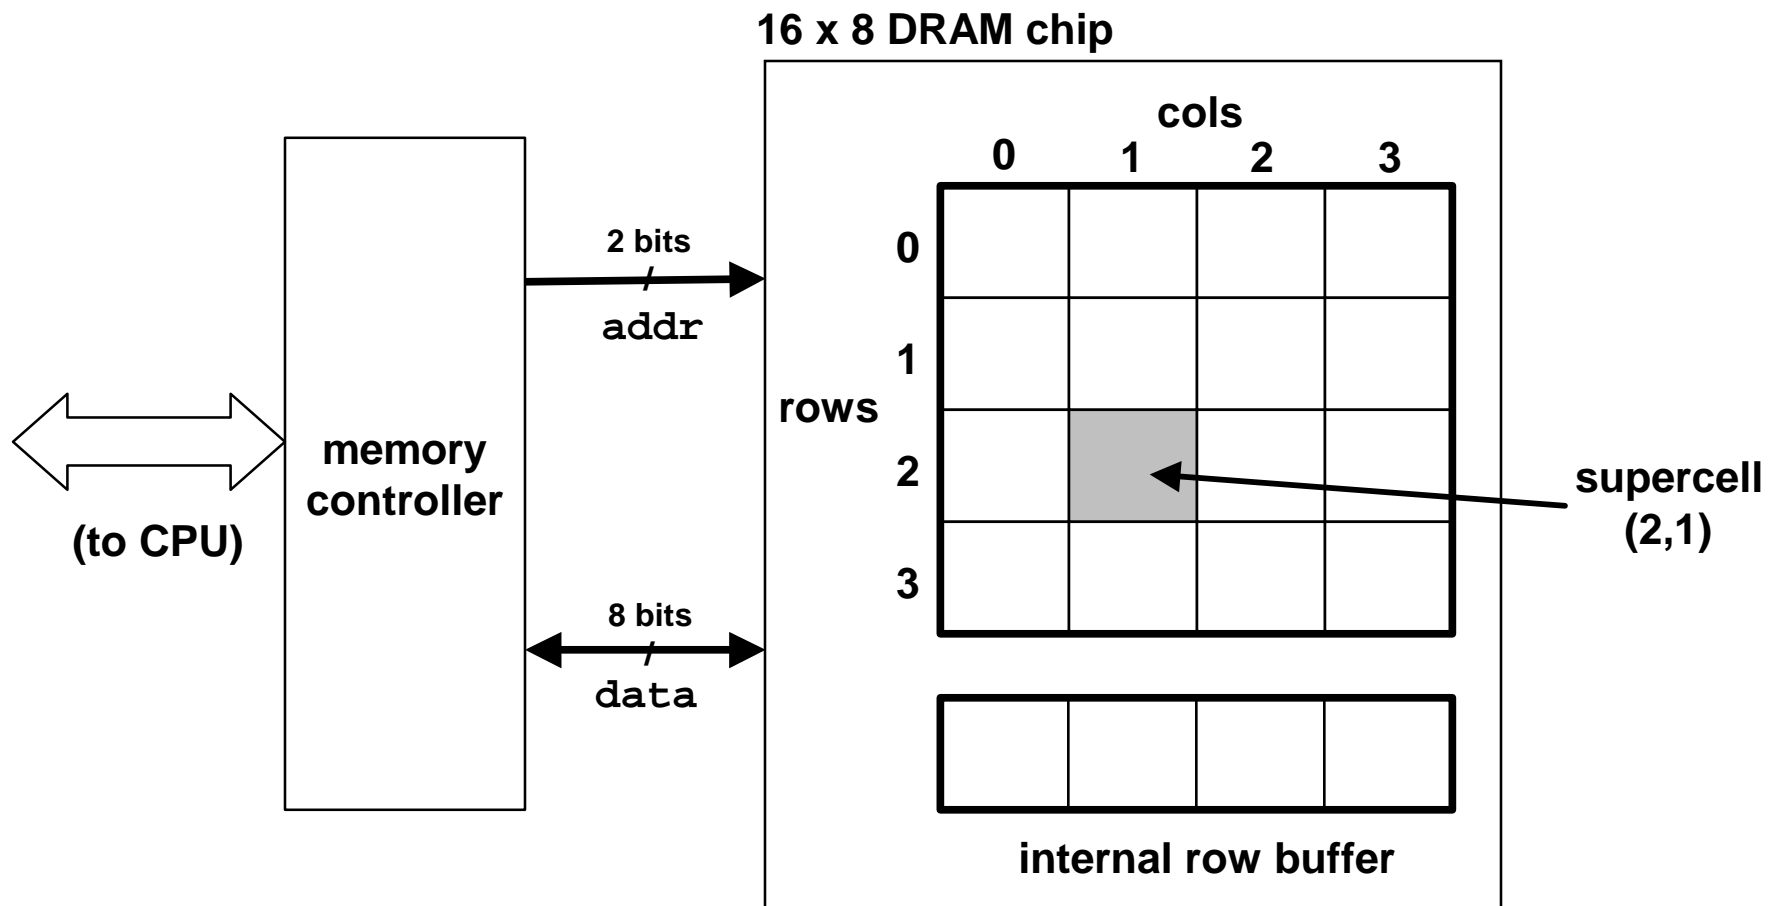 16 x 8 DRAM chip
cols
0 1 2 3
2 bits
addr
0
1
rows
2
3
memory
controller
(to CPU)
supercell
(2,1)
8 bits
data
internal row buffer